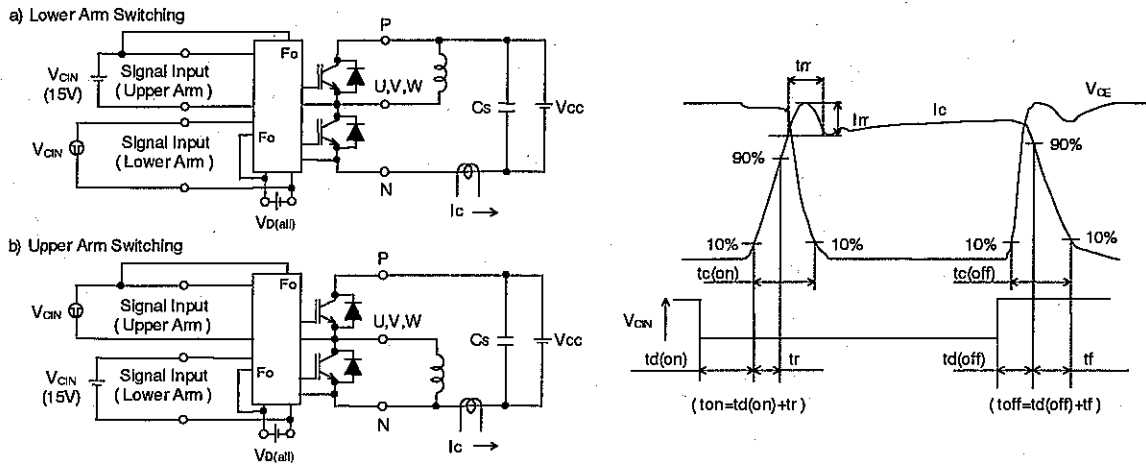 a) Lower Arm Switching
P
Fo
VCIN
(15V)
Signal Input
( Upper Arm )
U,V,W
Cs
Vcc
VCIN
Fo
Signal Input
( Lower Arm )
N
Ic
VD(all)
b) Upper Arm Switching
P
Fo
VCIN
Signal Input
( Upper Arm )
U,V,W
Cs
Vcc
VCIN
(15V)
Signal Input
( Lower Arm )
Fo
N
Ic
VD(all)
trr
VCE
Irr
Ic
90%
90%
10%
10%
10%
10%
tc(on)
tc(off)
VCIN
td(on)
tr
td(off)
tf
( ton=td(on)+tr)
(toff=td(off)+tf)